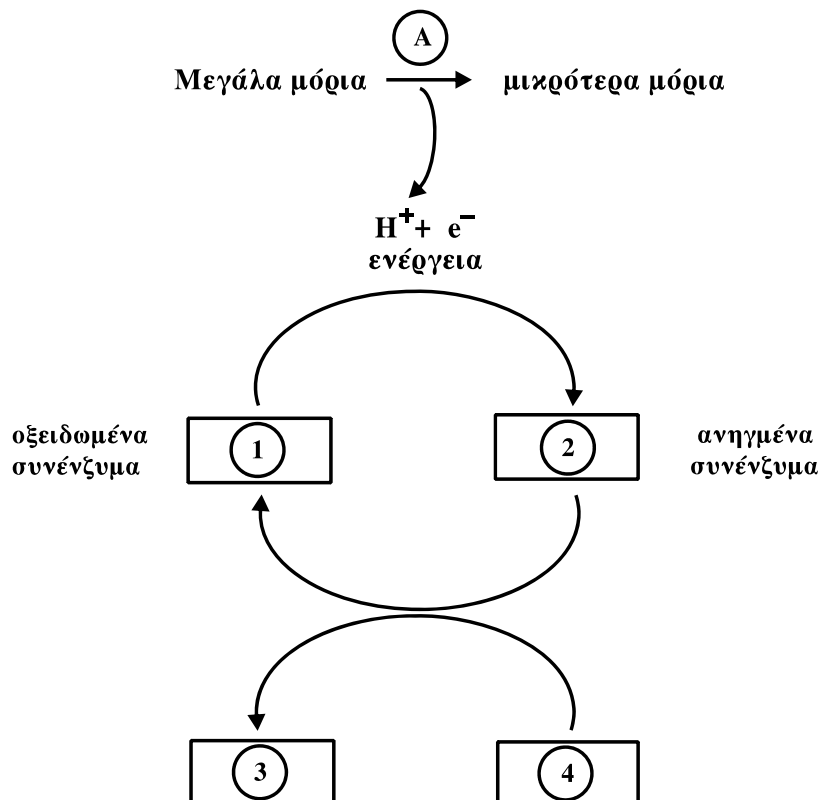 A
Μεγάλα μόρια μικρότερα μόρια
H⁺+ e⁻
ενέργεια
οξειδωμένα
συνένζυμα
1
2
ανηγμένα
συνένζυμα
3
4